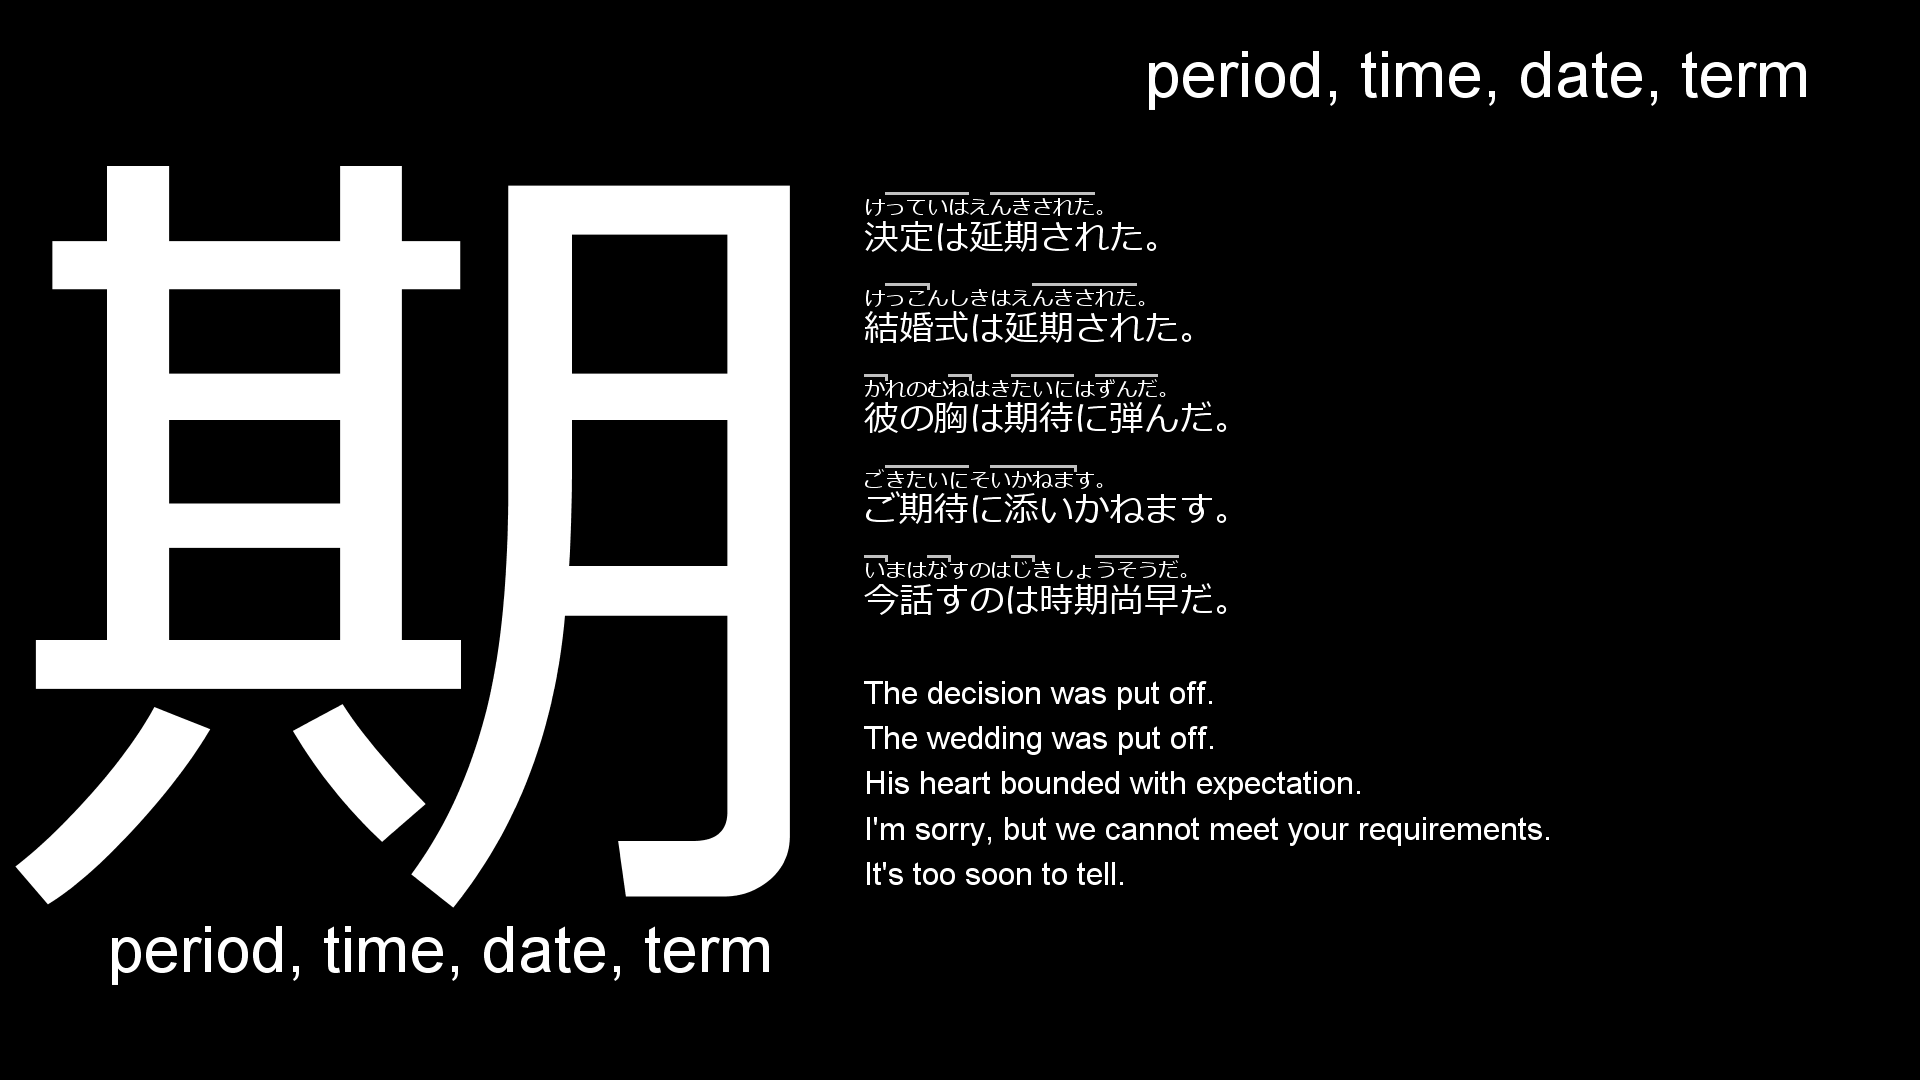 period, time, date, term
期
period, time, date, term
けっていはえんきされた。
決定は延期された。
けっこんしきはえんきされた。
結婚式は延期された。
かれのむねはきたいにはずんだ。
彼の胸は期待に弾んだ。
ごきたいにそいかねます。
ご期待に添いかねます。
いまはなすのはじきしょうそうだ。
今話すのは時期尚早だ。
The decision was put off.
The wedding was put off.
His heart bounded with expectation.
I'm sorry, but we cannot meet your requirements.
It's too soon to tell.